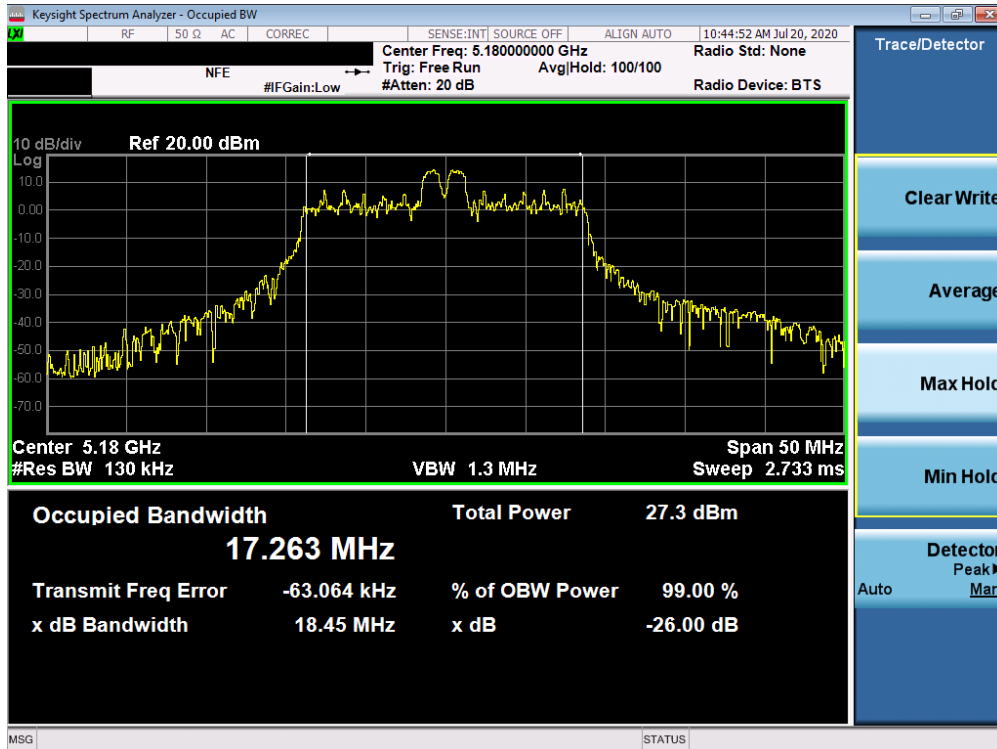 Keysight Spectrum Analyzer - Occupied BW
LXI RF 50 Ω AC CORREC SENSE:INT SOURCE OFF ALIGN AUTO 10:44:52 AM Jul 20, 2020
Center Freq: 5.180000000 GHz Radio Std: None
NFE Trig: Free Run Avg|Hold: 100/100
#IFGain:Low #Atten: 20 dB Radio Device: BTS
10 dB/div Ref 20.00 dBm
Log
10.0
0.00
-10.0
-20.0
-30.0
-40.0
-50.0
-60.0
-70.0
Center 5.18 GHz Span 50 MHz
#Res BW 130 kHz VBW 1.3 MHz Sweep 2.733 ms
Occupied Bandwidth Total Power 27.3 dBm
17.263 MHz
Transmit Freq Error -63.064 kHz % of OBW Power 99.00 %
x dB Bandwidth 18.45 MHz x dB -26.00 dB
MSG STATUS
Trace/Detector
Clear Write
Average
Max Hold
Min Hold
Detector
Peak
Auto Man